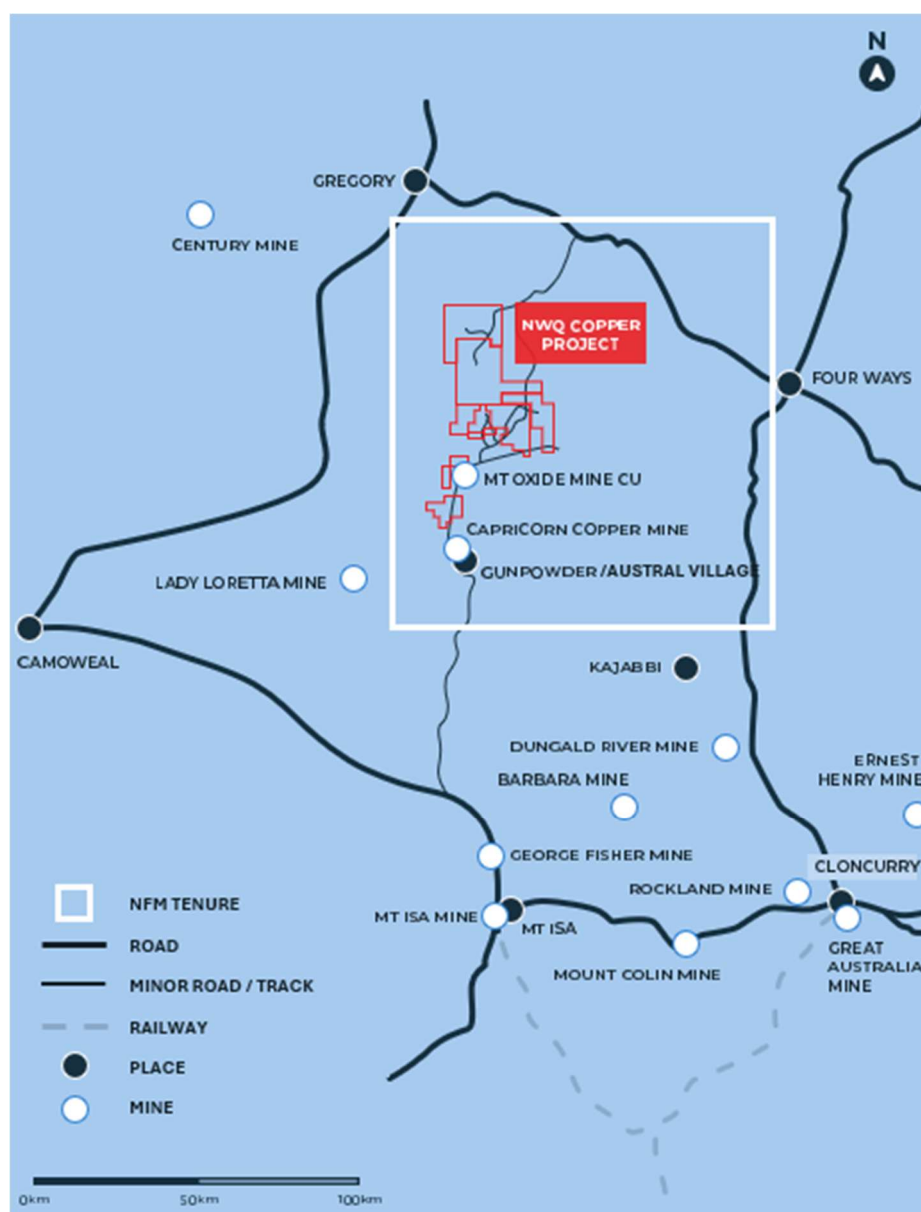 N
GREGORY
CENTURY MINE
NWQ COPPER
PROJECT
FOUR WAYS
MT OXIDE MINE CU
CAPRICORN COPPER MINE
GUNPOWDER /AUSTRAL VILLAGE
LADY LORETTA MINE
CAMOWEAL
KAJABBI
DUNGALD RIVER MINE
BARBARA MINE
ERNEST
HENRY MINE
GEORGE FISHER MINE
CLONCURRY
ROCKLAND MINE
NFM TENURE
MT ISA MINE
MT ISA
ROAD
GREAT
AUSTRALIA
MINE
MOUNT COLIN MINE
MINOR ROAD / TRACK
RAILWAY
PLACE
MINE
0km
50km
100km